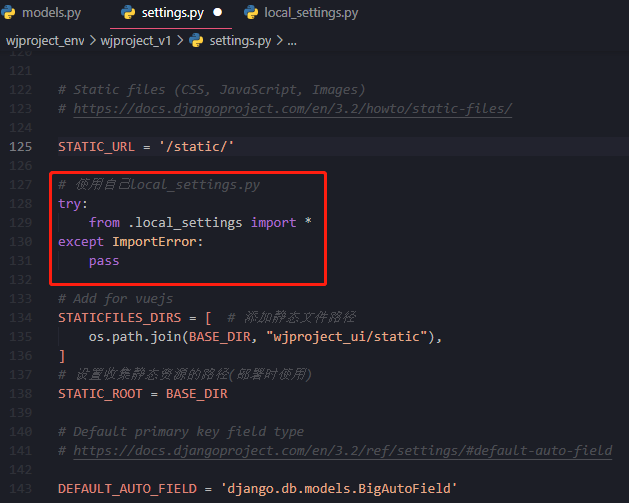 models.py settings.py ● local_settings.py
wjproject_env > wjproject_v1 > settings.py > ...
120
121
122 # Static files (CSS, JavaScript, Images)
123 # https://docs.djangoproject.com/en/3.2/howto/static-files/
124
125 STATIC_URL = '/static/'
126
127 # 使用自己local_settings.py
128 try:
129     from .local_settings import *
130 except ImportError:
131     pass
132
133 # Add for vuejs
134 STATICFILES_DIRS = [  # 添加静态文件路径
135     os.path.join(BASE_DIR, "wjproject_ui/static"),
136 ]
137 # 设置收集静态资源的路径(部署时使用)
138 STATIC_ROOT = BASE_DIR
139
140 # Default primary key field type
141 # https://docs.djangoproject.com/en/3.2/ref/settings/#default-auto-field
142
143 DEFAULT_AUTO_FIELD = 'django.db.models.BigAutoField'